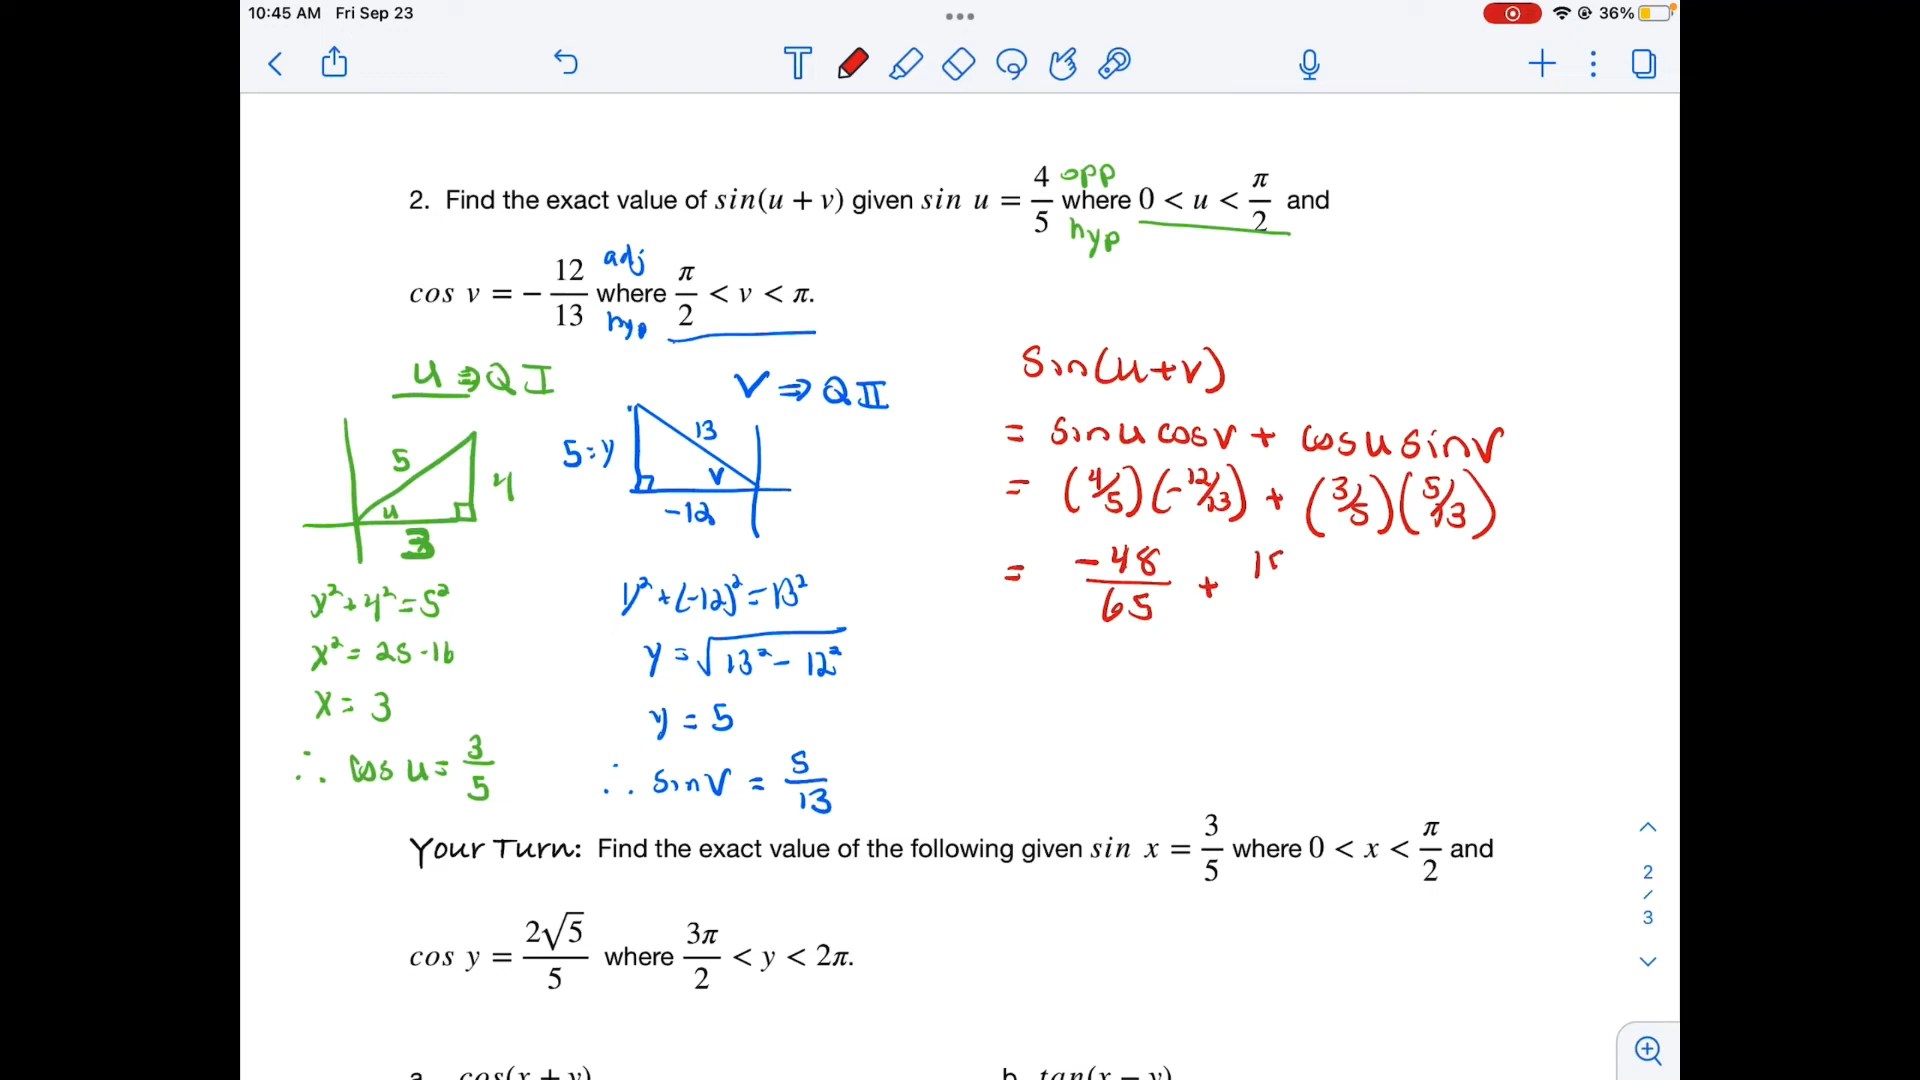 10:45 AM Fri Sep 23
36%
2. Find the exact value of sin(u + v) given sin u = 4/5 where 0 < u < π/2 and
opp
hyp
cos v = − 12/13 where π/2 < v < π.
adj
hyp
u ⇒ Q I
5
4
u
3
x² + 4² = 5²
x² = 25 - 16
x = 3
∴ cos u = 3/5
V ⇒ Q II
5 = y
13
v
-12
y² + (-12)² = 13²
y = √13² - 12²
y = 5
∴ sin v = 5/13
Sin(u+v)
= sin u cos v + cos u sin v
= (4/5)(-12/13) + (3/5)(5/13)
= -48/65 +
Your Turn: Find the exact value of the following given sin x = 3/5 where 0 < x < π/2 and
cos y = 2√5/5 where 3π/2 < y < 2π.
a. cos(x + y)
b. tan(x − y)
2
/
3